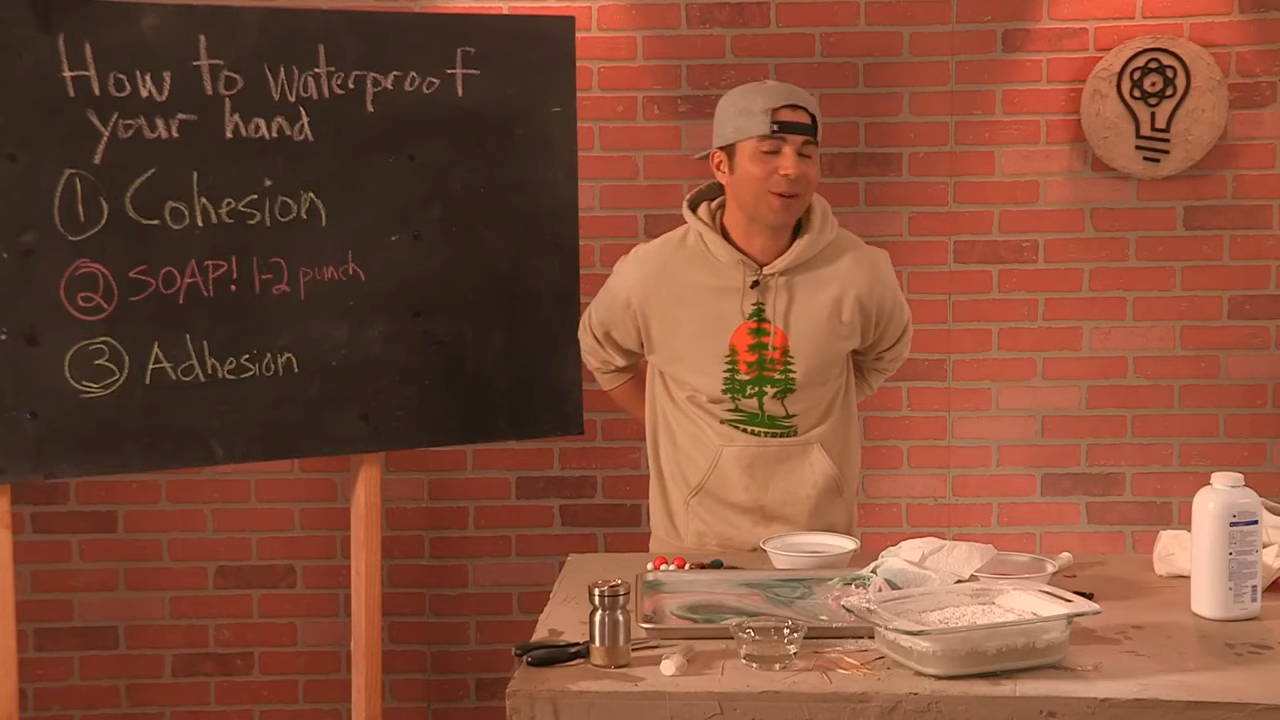 How to waterproof
your hand
① Cohesion
② SOAP! 1-2 punch
③ Adhesion